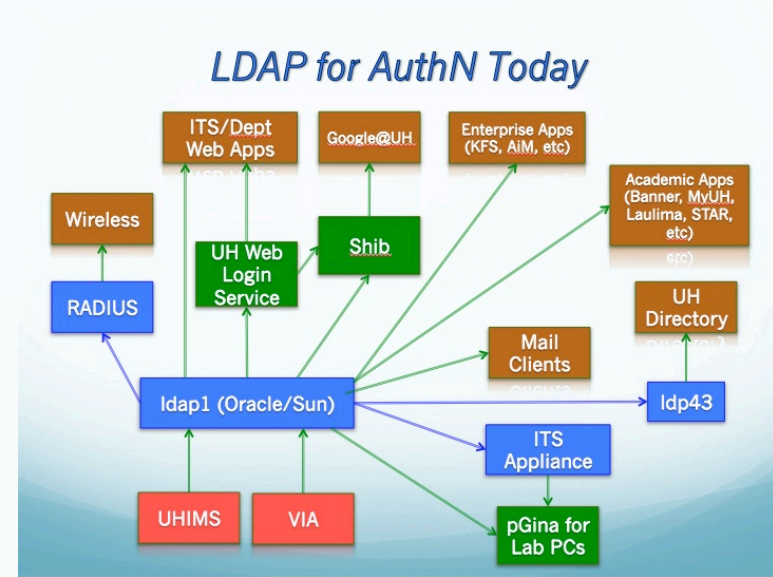 LDAP for AuthN Today
ITS/Dept
Web Apps
Google@UH
Enterprise Apps
(KFS, AiM, etc)
Academic Apps
(Banner, MyUH,
Laulima, STAR,
etc)
Wireless
UH Web
Login
Service
Shib
RADIUS
UH
Directory
Mail
Clients
ldap1 (Oracle/Sun)
ldp43
ITS
Appliance
UHIMS
VIA
pGina for
Lab PCs